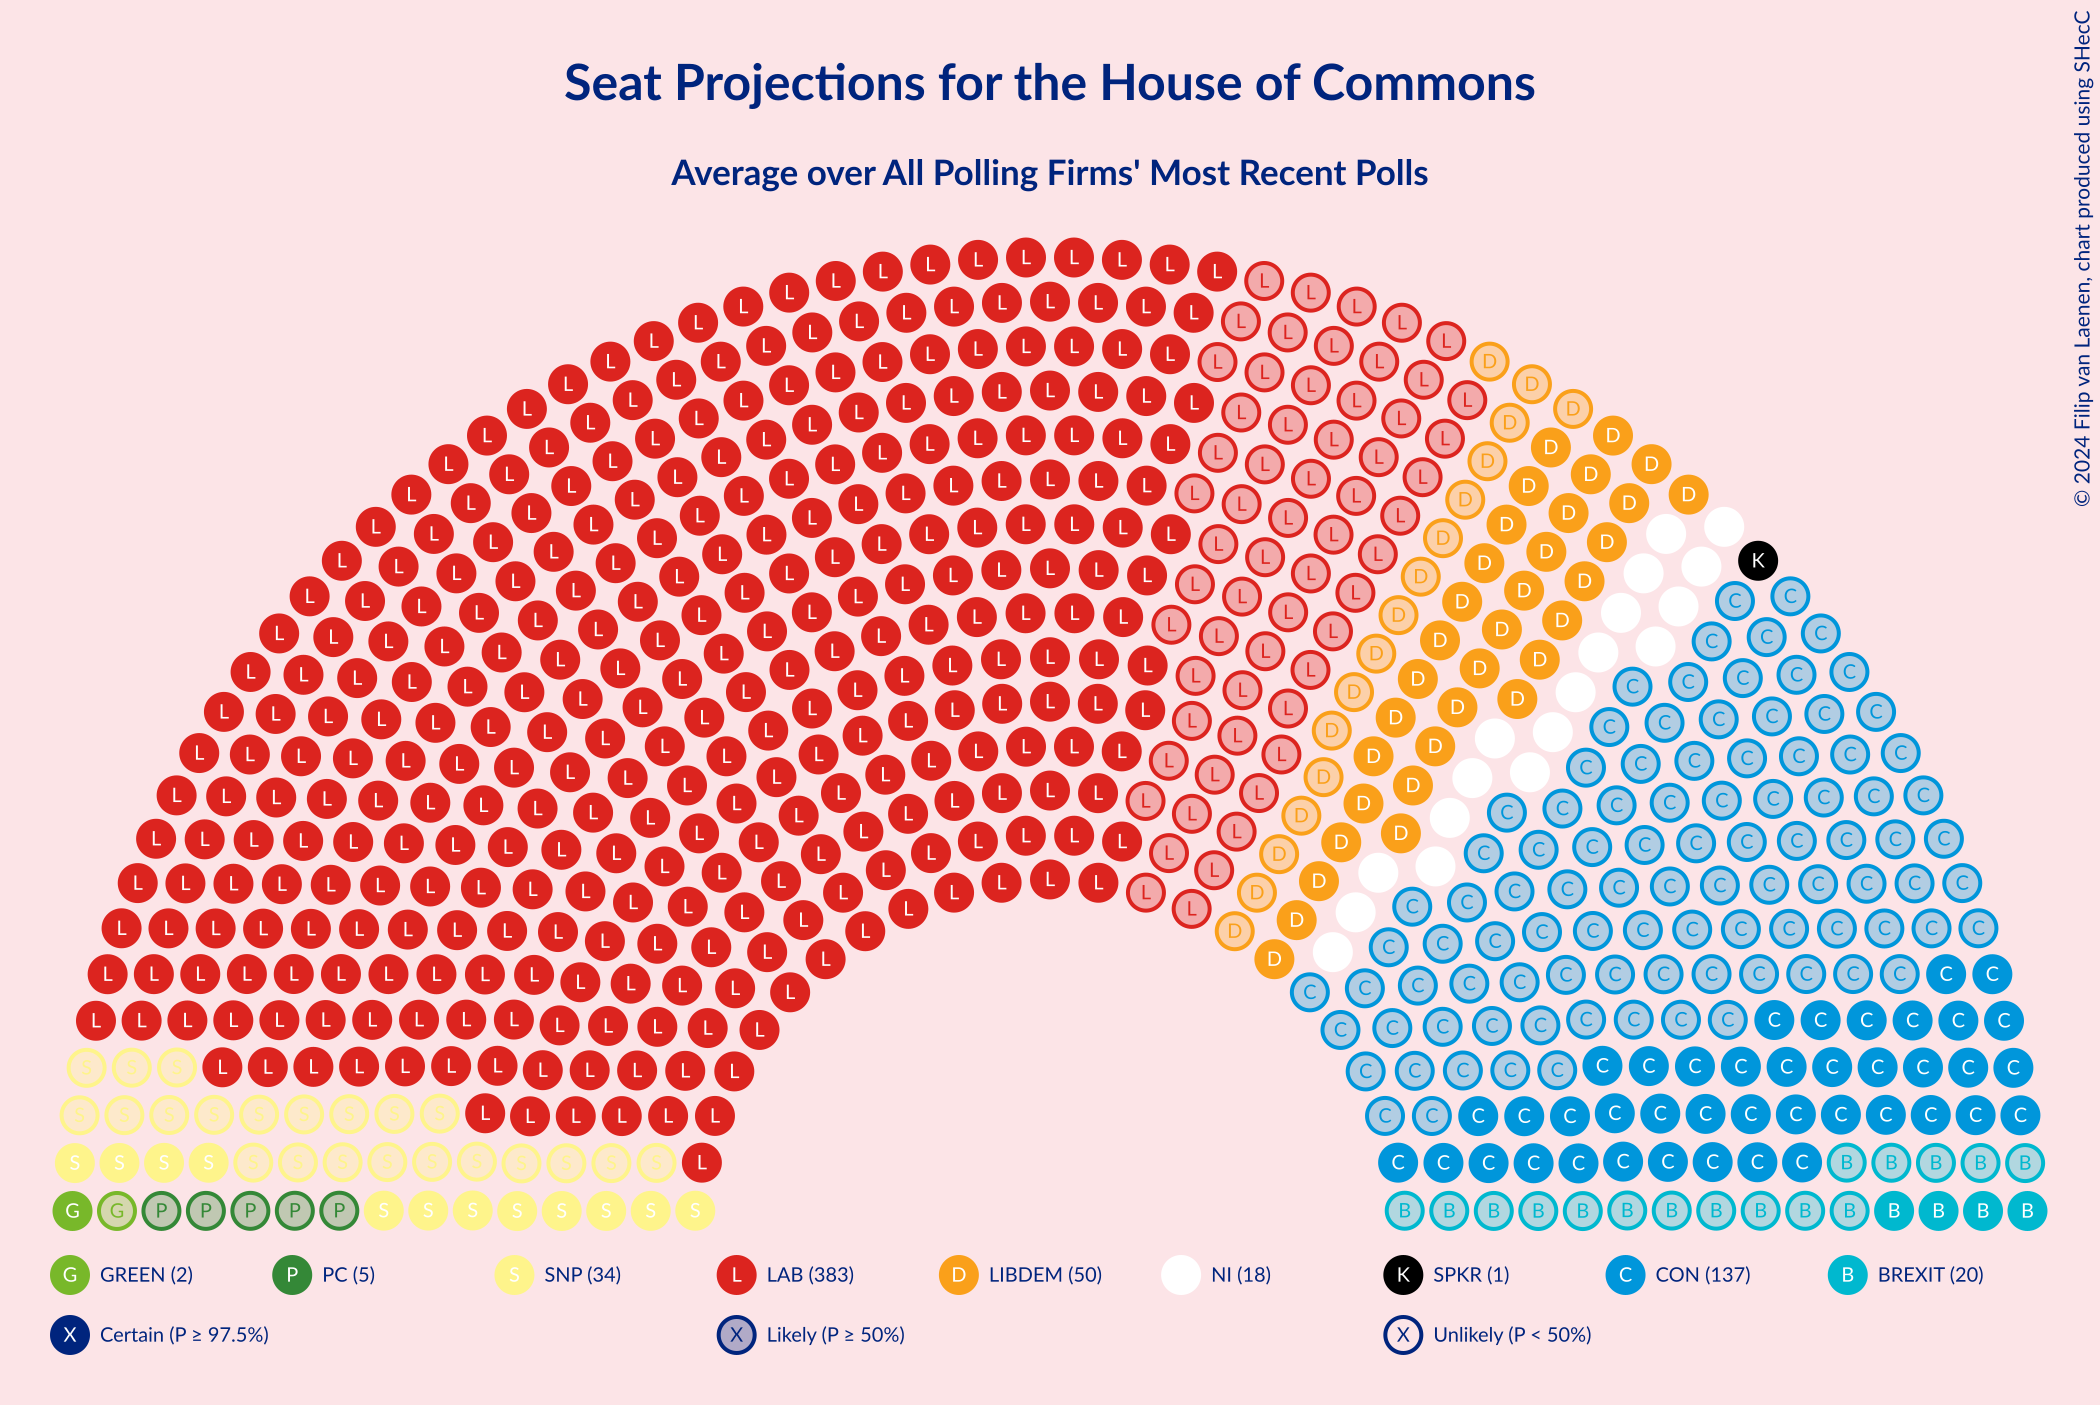 Seat Projections for the House of Commons
Average over All Polling Firms' Most Recent Polls
© 2024 Filip van Laenen, chart produced using SHecC
G GREEN (2) P PC (5) S SNP (34) L LAB (383) D LIBDEM (50) NI (18) K SPKR (1) C CON (137) B BREXIT (20)
X Certain (P ≥ 97.5%) X Likely (P ≥ 50%) X Unlikely (P < 50%)